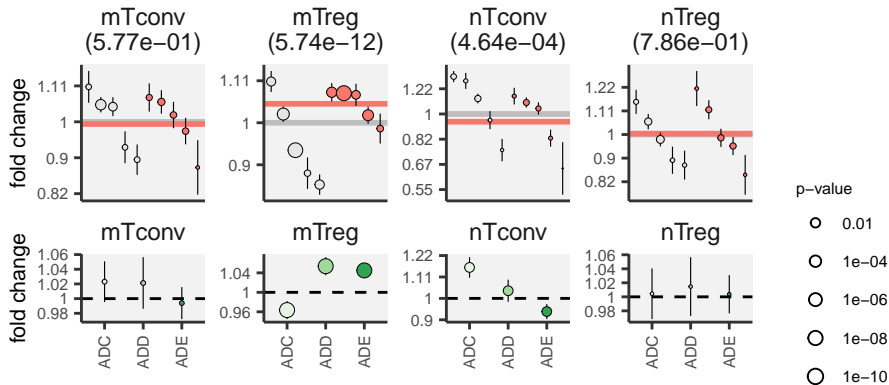 mTconv
(5.77e−01)
mTreg
(5.74e−12)
nTconv
(4.64e−04)
nTreg
(7.86e−01)
fold change
1.11
1
0.9
0.82
1.11
1
0.9
1.22
1
0.82
0.67
0.55
1.22
1.11
1
0.9
0.82
mTconv
mTreg
nTconv
nTreg
fold change
1.06
1.04
1.02
1
0.98
1.04
1
0.96
1.22
1.11
1
0.9
1.06
1.04
1.02
1
0.98
ADC
ADD
ADE
ADC
ADD
ADE
ADC
ADD
ADE
ADC
ADD
ADE
p−value
0.01
1e−04
1e−06
1e−08
1e−10